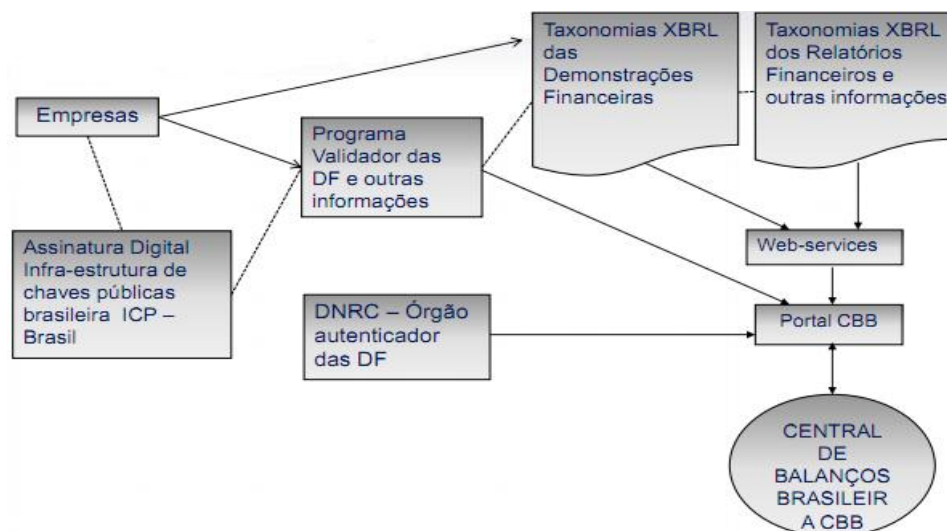 Taxonomias XBRL
das
Demonstrações
Financeiras
Taxonomias XBRL
dos Relatórios
Financeiros e
outras informações
Empresas
Programa
Validador das
DF e outras
informações
Assinatura Digital
Infra-estrutura de
chaves públicas
brasileira ICP –
Brasil
Web-services
DNRC – Órgão
autenticador
das DF
Portal CBB
CENTRAL
DE
BALANÇOS
BRASILEIR
A CBB